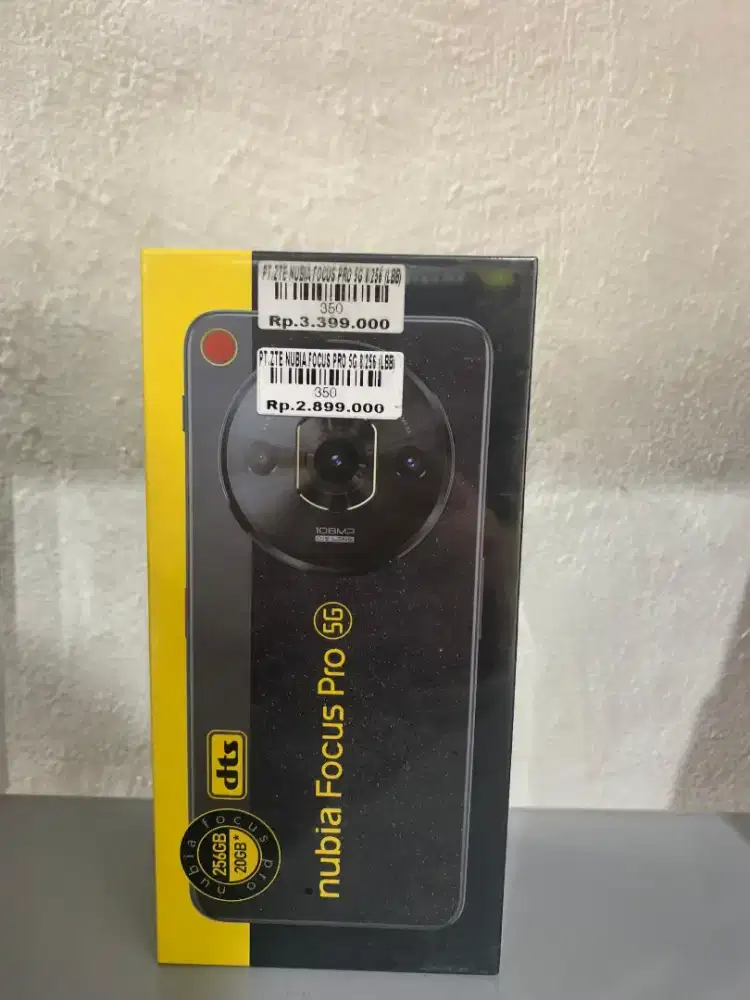 PT.ZTE NUBIA FOCUS PRO 5G 8/256 (LBB)
350
Rp.3.399.000
PT.ZTE NUBIA FOCUS PRO 5G 8/256 (LBB)
350
Rp.2.899.000
108MP
nubia Focus Pro 5G
dts
nubia focus pro
256GB
20GB*